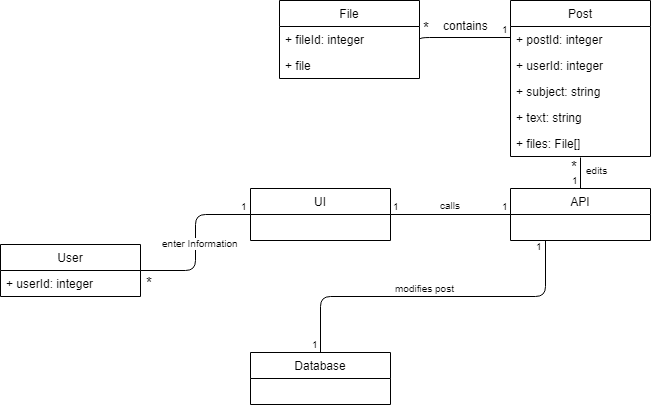 File
+ fileId: integer
+ file
* contains 1
Post
+ postId: integer
+ userId: integer
+ subject: string
+ text: string
+ files: File[]
*
edits
1
UI
API
1
1 calls 1
enter Information
User
+ userId: integer
*
1
modifies post
1
Database